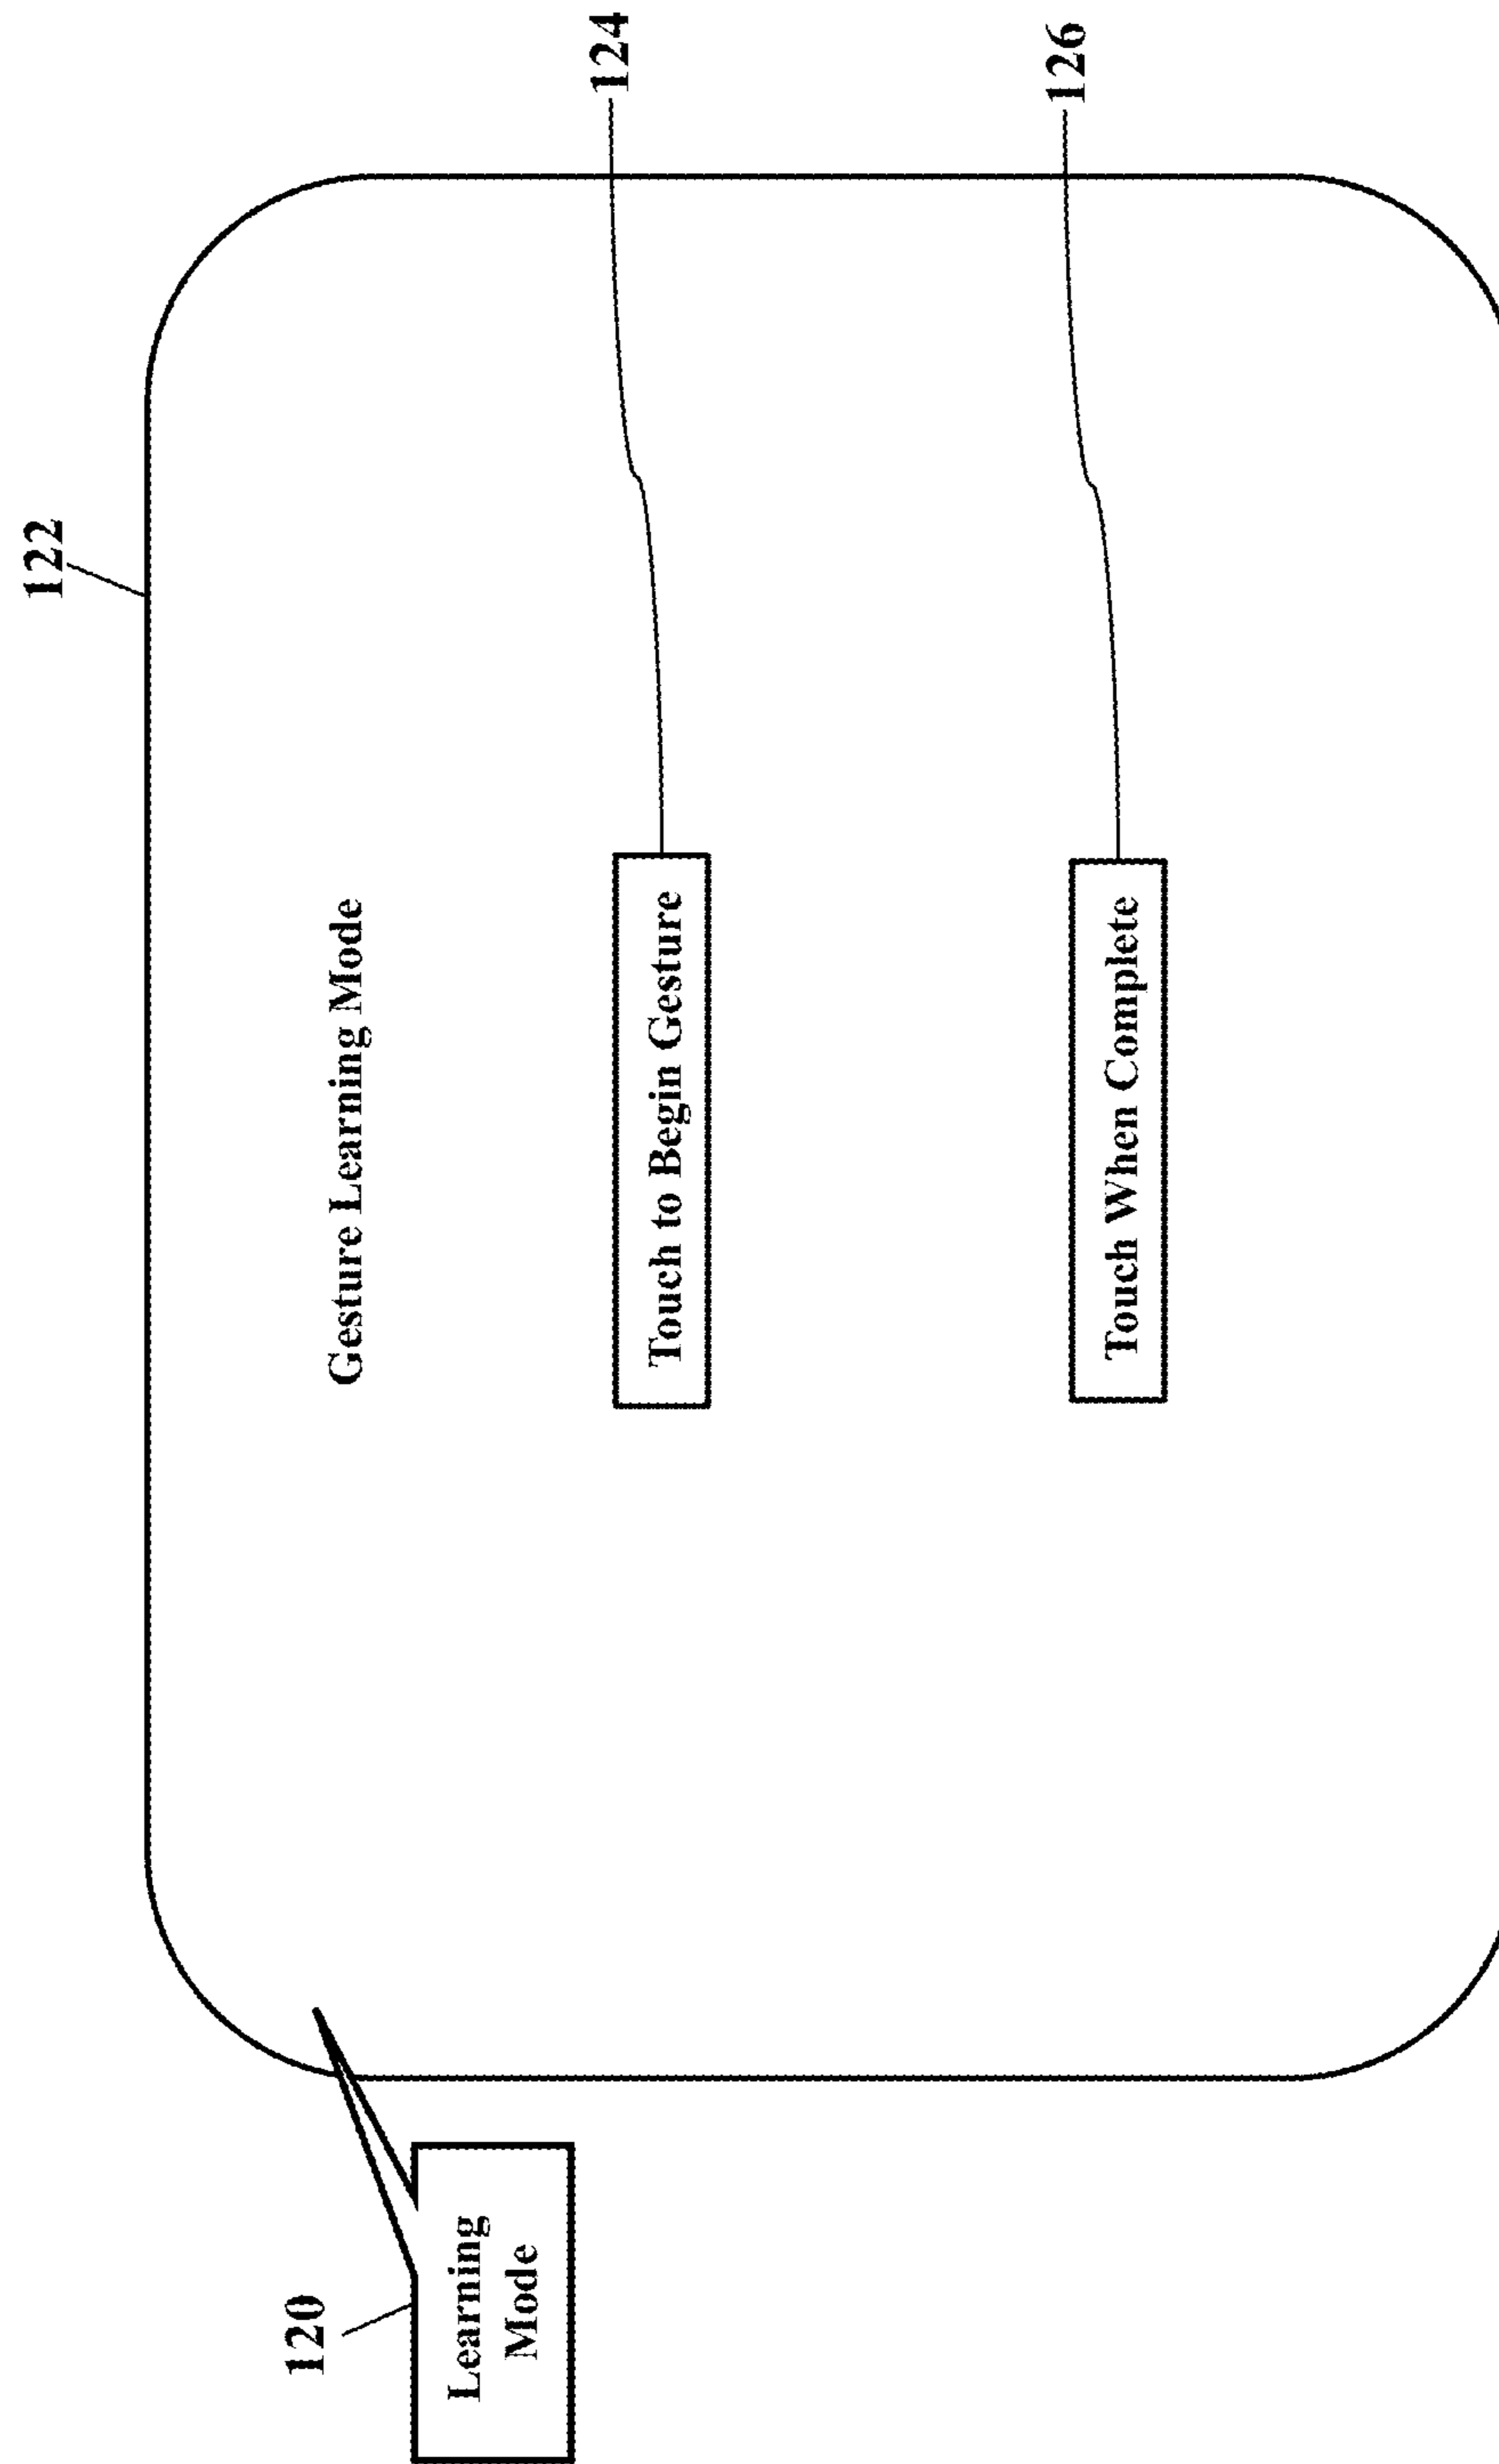 122
120
Learning
Mode
Gesture Learning Mode
Touch to Begin Gesture
124
Touch When Complete
126